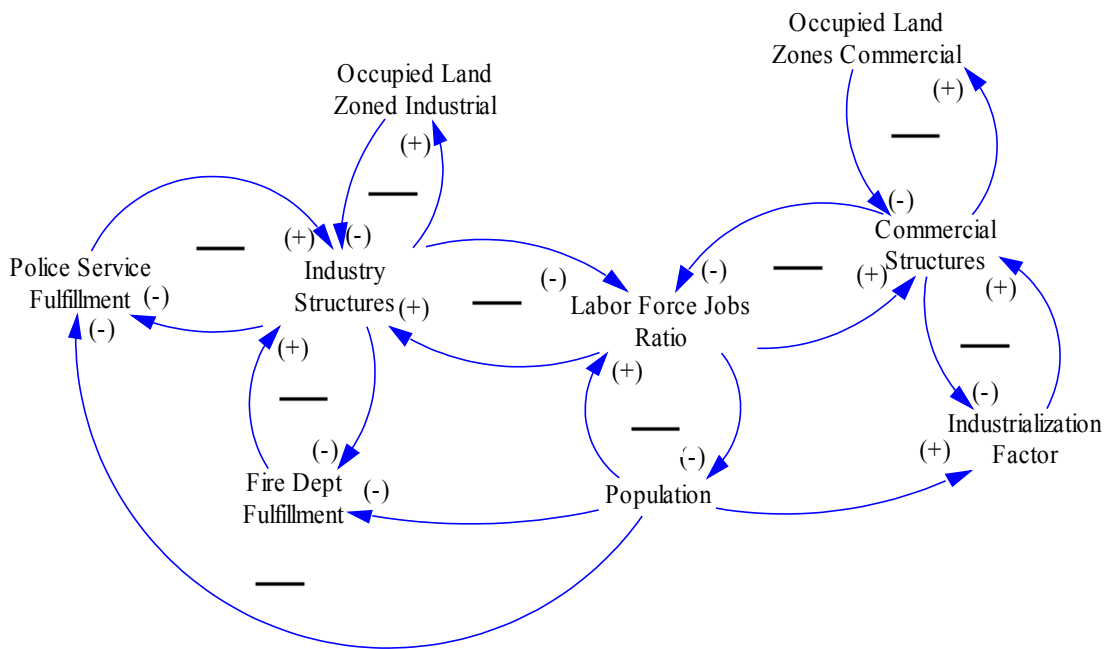 Occupied Land
Zones Commercial
(+)
Occupied Land
Zoned Industrial
(+)
(-)
Commercial
Structures
(+)
(+)
(-)
(+)
(-)
Police Service
Fulfillment
(-)
(-)
Industry
Structures
(+)
(-)
Labor Force Jobs
Ratio
(+)
(+)
(-)
Industrialization
Factor
(+)
(-)
(-)
Fire Dept
Fulfillment
(-)
Population